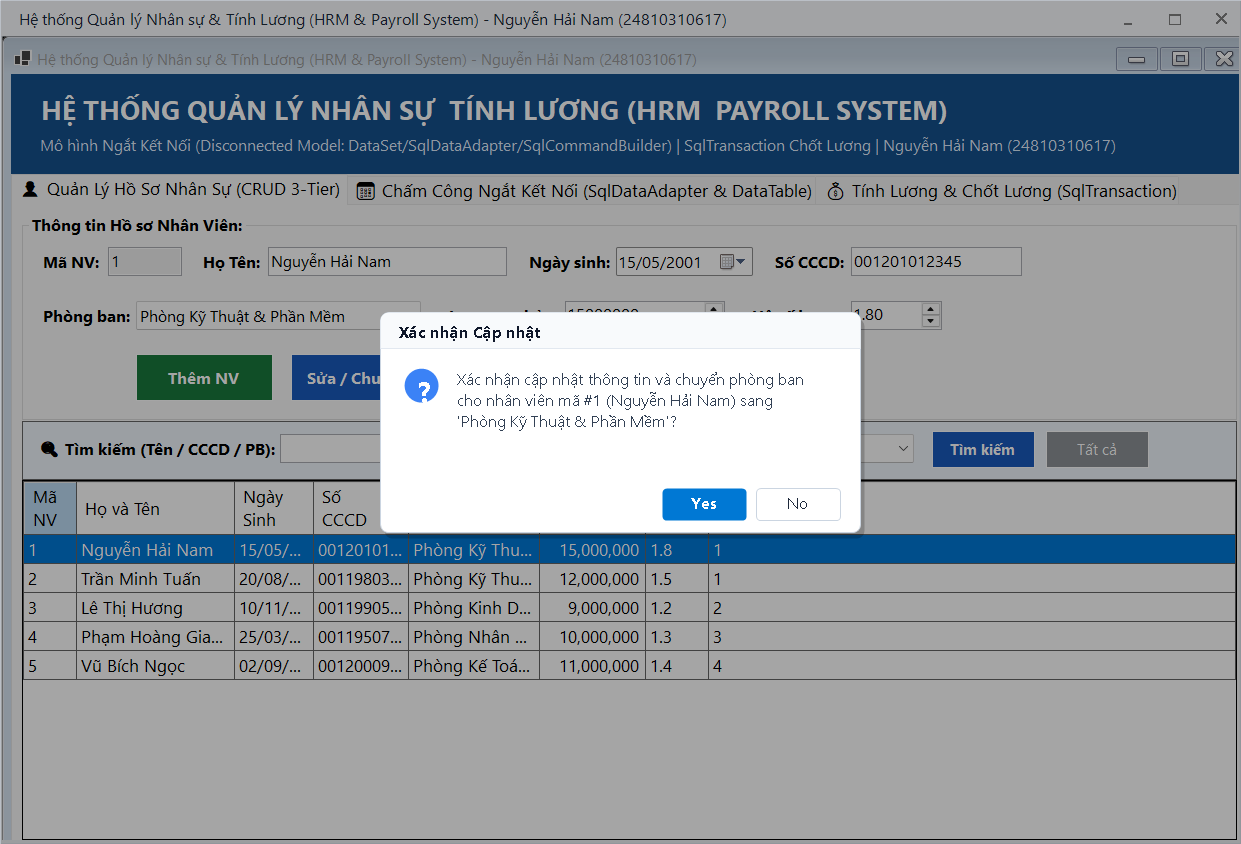 Hệ thống Quản lý Nhân sự & Tính Lương (HRM & Payroll System) - Nguyễn Hải Nam (24810310617)
Hệ thống Quản lý Nhân sự & Tính Lương (HRM & Payroll System) - Nguyễn Hải Nam (24810310617)
HỆ THỐNG QUẢN LÝ NHÂN SỰ TÍNH LƯƠNG (HRM PAYROLL SYSTEM)
Mô hình Ngắt Kết Nối (Disconnected Model: DataSet/SqlDataAdapter/SqlCommandBuilder) | SqlTransaction Chốt Lương | Nguyễn Hải Nam (24810310617)
Quản Lý Hồ Sơ Nhân Sự (CRUD 3-Tier) Chấm Công Ngắt Kết Nối (SqlDataAdapter & DataTable) Tính Lương & Chốt Lương (SqlTransaction)
Thông tin Hồ sơ Nhân Viên:
Mã NV: 1 Họ Tên: Nguyễn Hải Nam Ngày sinh: 15/05/2001 Số CCCD: 001201012345
Phòng ban: Phòng Kỹ Thuật & Phần Mềm 15000000 1.80
Xác nhận Cập nhật
Xác nhận cập nhật thông tin và chuyển phòng ban
cho nhân viên mã #1 (Nguyễn Hải Nam) sang
'Phòng Kỹ Thuật & Phần Mềm'?
Yes No
Thêm NV Sửa / Chu
Tìm kiếm (Tên / CCCD / PB): Tìm kiếm Tất cả
Mã NV Họ và Tên Ngày Sinh Số CCCD
1 Nguyễn Hải Nam 15/05/... 00120101... Phòng Kỹ Thu... 15,000,000 1.8 1
2 Trần Minh Tuấn 20/08/... 00119803... Phòng Kỹ Thu... 12,000,000 1.5 1
3 Lê Thị Hương 10/11/... 00119905... Phòng Kinh D... 9,000,000 1.2 2
4 Phạm Hoàng Gia... 25/03/... 00119507... Phòng Nhân ... 10,000,000 1.3 3
5 Vũ Bích Ngọc 02/09/... 00120009... Phòng Kế Toá... 11,000,000 1.4 4